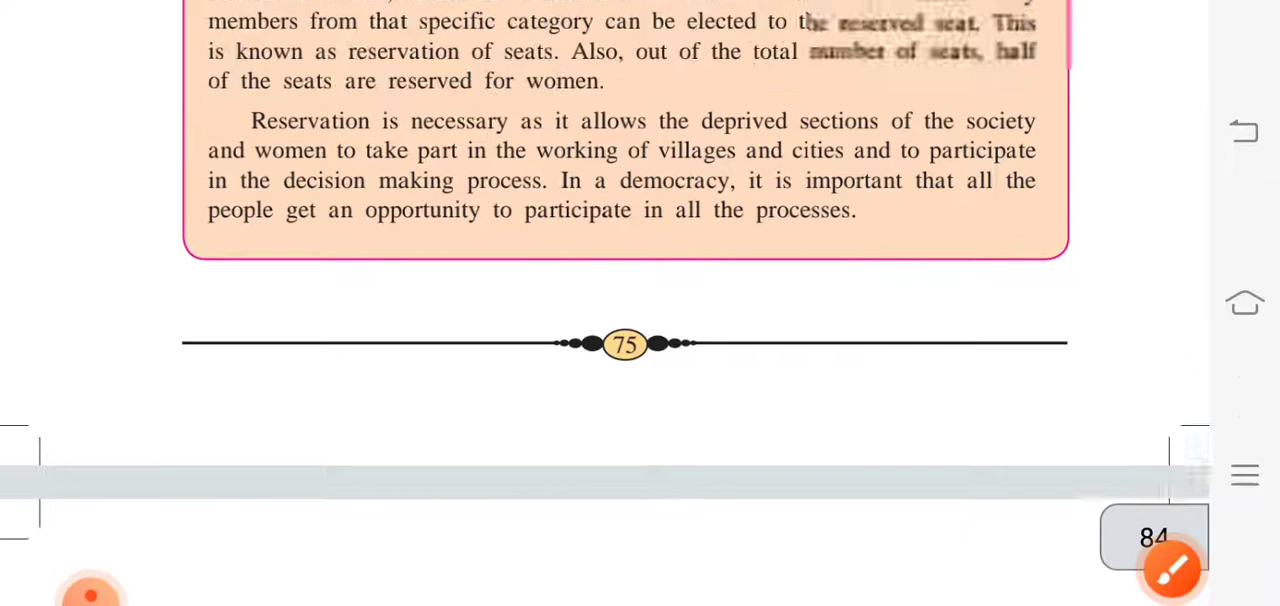 members from that specific category can be elected to the reserved seat. This
is known as reservation of seats. Also, out of the total number of seats, half
of the seats are reserved for women.
Reservation is necessary as it allows the deprived sections of the society
and women to take part in the working of villages and cities and to participate
in the decision making process. In a democracy, it is important that all the
people get an opportunity to participate in all the processes.
75
84